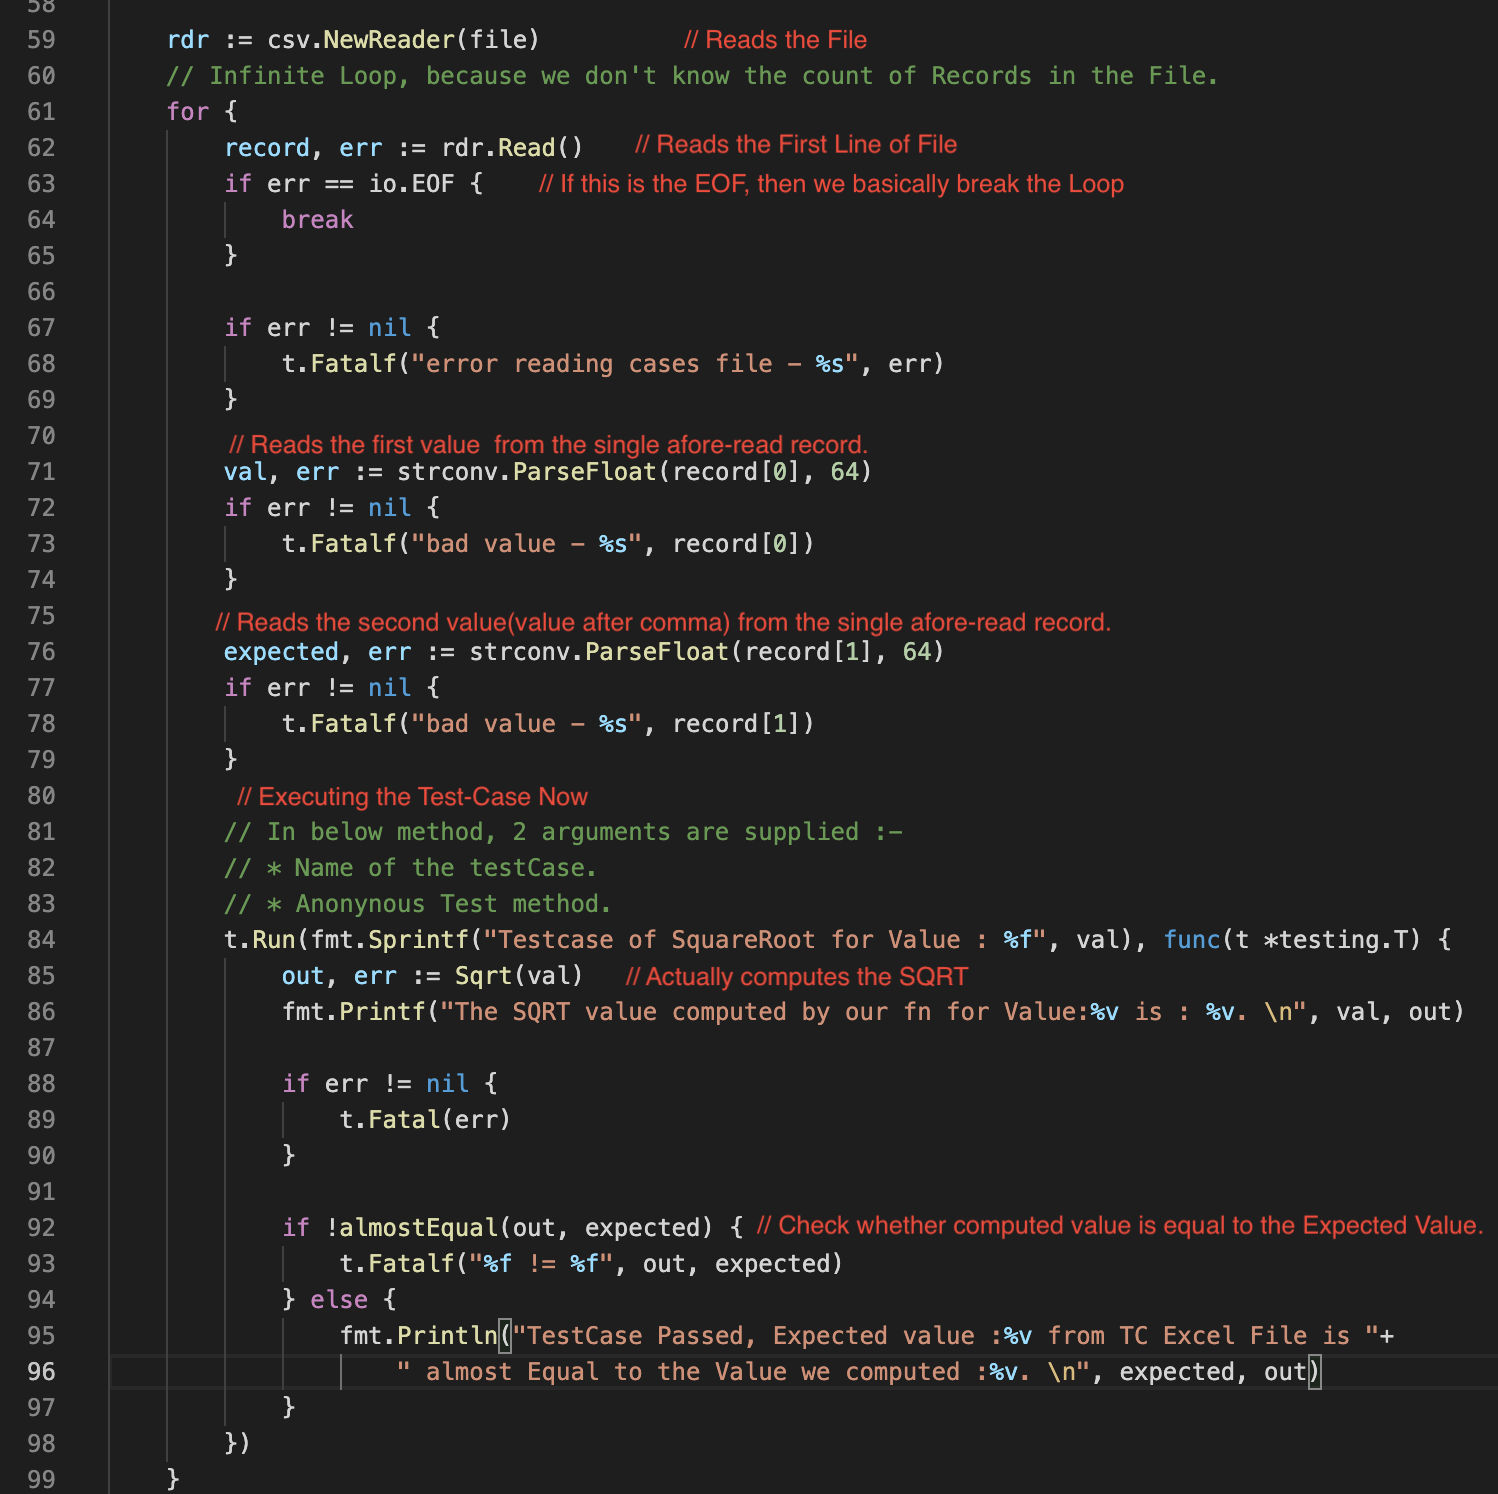 58
59 rdr := csv.NewReader(file) // Reads the File
60 // Infinite Loop, because we don't know the count of Records in the File.
61 for {
62 record, err := rdr.Read() // Reads the First Line of File
63 if err == io.EOF { // If this is the EOF, then we basically break the Loop
64 break
65 }
66
67 if err != nil {
68 t.Fatalf("error reading cases file - %s", err)
69 }
70 // Reads the first value from the single afore-read record.
71 val, err := strconv.ParseFloat(record[0], 64)
72 if err != nil {
73 t.Fatalf("bad value - %s", record[0])
74 }
75 // Reads the second value(value after comma) from the single afore-read record.
76 expected, err := strconv.ParseFloat(record[1], 64)
77 if err != nil {
78 t.Fatalf("bad value - %s", record[1])
79 }
80 // Executing the Test-Case Now
81 // In below method, 2 arguments are supplied :-
82 // * Name of the testCase.
83 // * Anonynous Test method.
84 t.Run(fmt.Sprintf("Testcase of SquareRoot for Value : %f", val), func(t *testing.T) {
85 out, err := Sqrt(val) // Actually computes the SQRT
86 fmt.Printf("The SQRT value computed by our fn for Value:%v is : %v. \n", val, out)
87
88 if err != nil {
89 t.Fatal(err)
90 }
91
92 if !almostEqual(out, expected) { // Check whether computed value is equal to the Expected Value.
93 t.Fatalf("%f != %f", out, expected)
94 } else {
95 fmt.Println("TestCase Passed, Expected value :%v from TC Excel File is "+
96 " almost Equal to the Value we computed :%v. \n", expected, out)
97 }
98 })
99 }